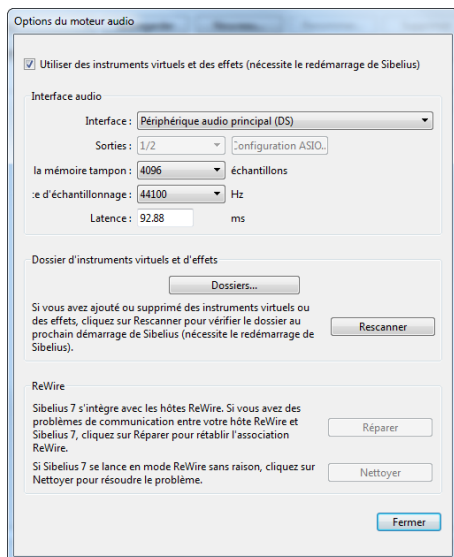 Options du moteur audio
Utiliser des instruments virtuels et des effets (nécessite le redémarrage de Sibelius)
Interface audio
Interface : Périphérique audio principal (DS)
Sorties : 1/2 Configuration ASIO..
la mémoire tampon : 4096 échantillons
:e d'échantillonnage : 44100 Hz
Latence : 92.88 ms
Dossier d'instruments virtuels et d'effets
Dossiers...
Si vous avez ajouté ou supprimé des instruments virtuels ou
des effets, cliquez sur Rescanner pour vérifier le dossier au
prochain démarrage de Sibelius (nécessite le redémarrage de
Sibelius).
Rescanner
ReWire
Sibelius 7 s'intègre avec les hôtes ReWire. Si vous avez des
problèmes de communication entre votre hôte ReWire et
Sibelius 7, cliquez sur Réparer pour rétablir l'association
ReWire.
Réparer
Si Sibelius 7 se lance en mode ReWire sans raison, cliquez sur
Nettoyer pour résoudre le problème.
Nettoyer
Fermer